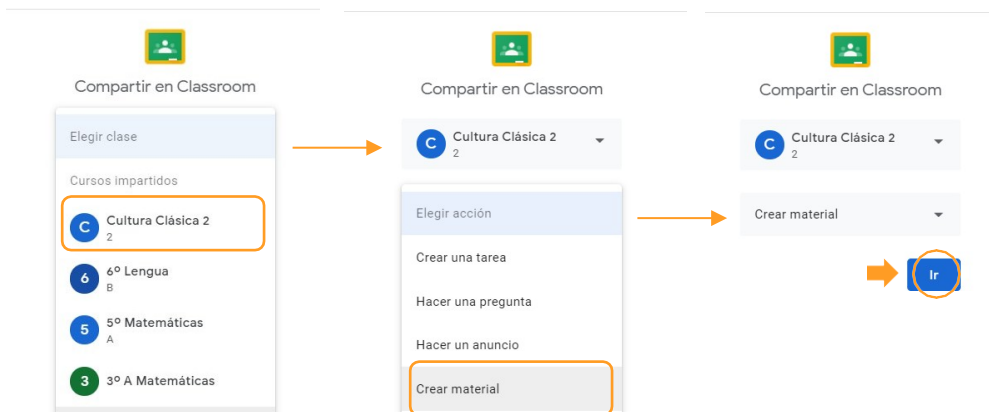 Compartir en Classroom
Elegir clase
Cursos impartidos
C
Cultura Clásica 2
2
6
6º Lengua
B
5
5º Matemáticas
A
3
3º A Matemáticas
Compartir en Classroom
C
Cultura Clásica 2
2
Elegir acción
Crear una tarea
Hacer una pregunta
Hacer un anuncio
Crear material
Compartir en Classroom
C
Cultura Clásica 2
2
Crear material
Ir